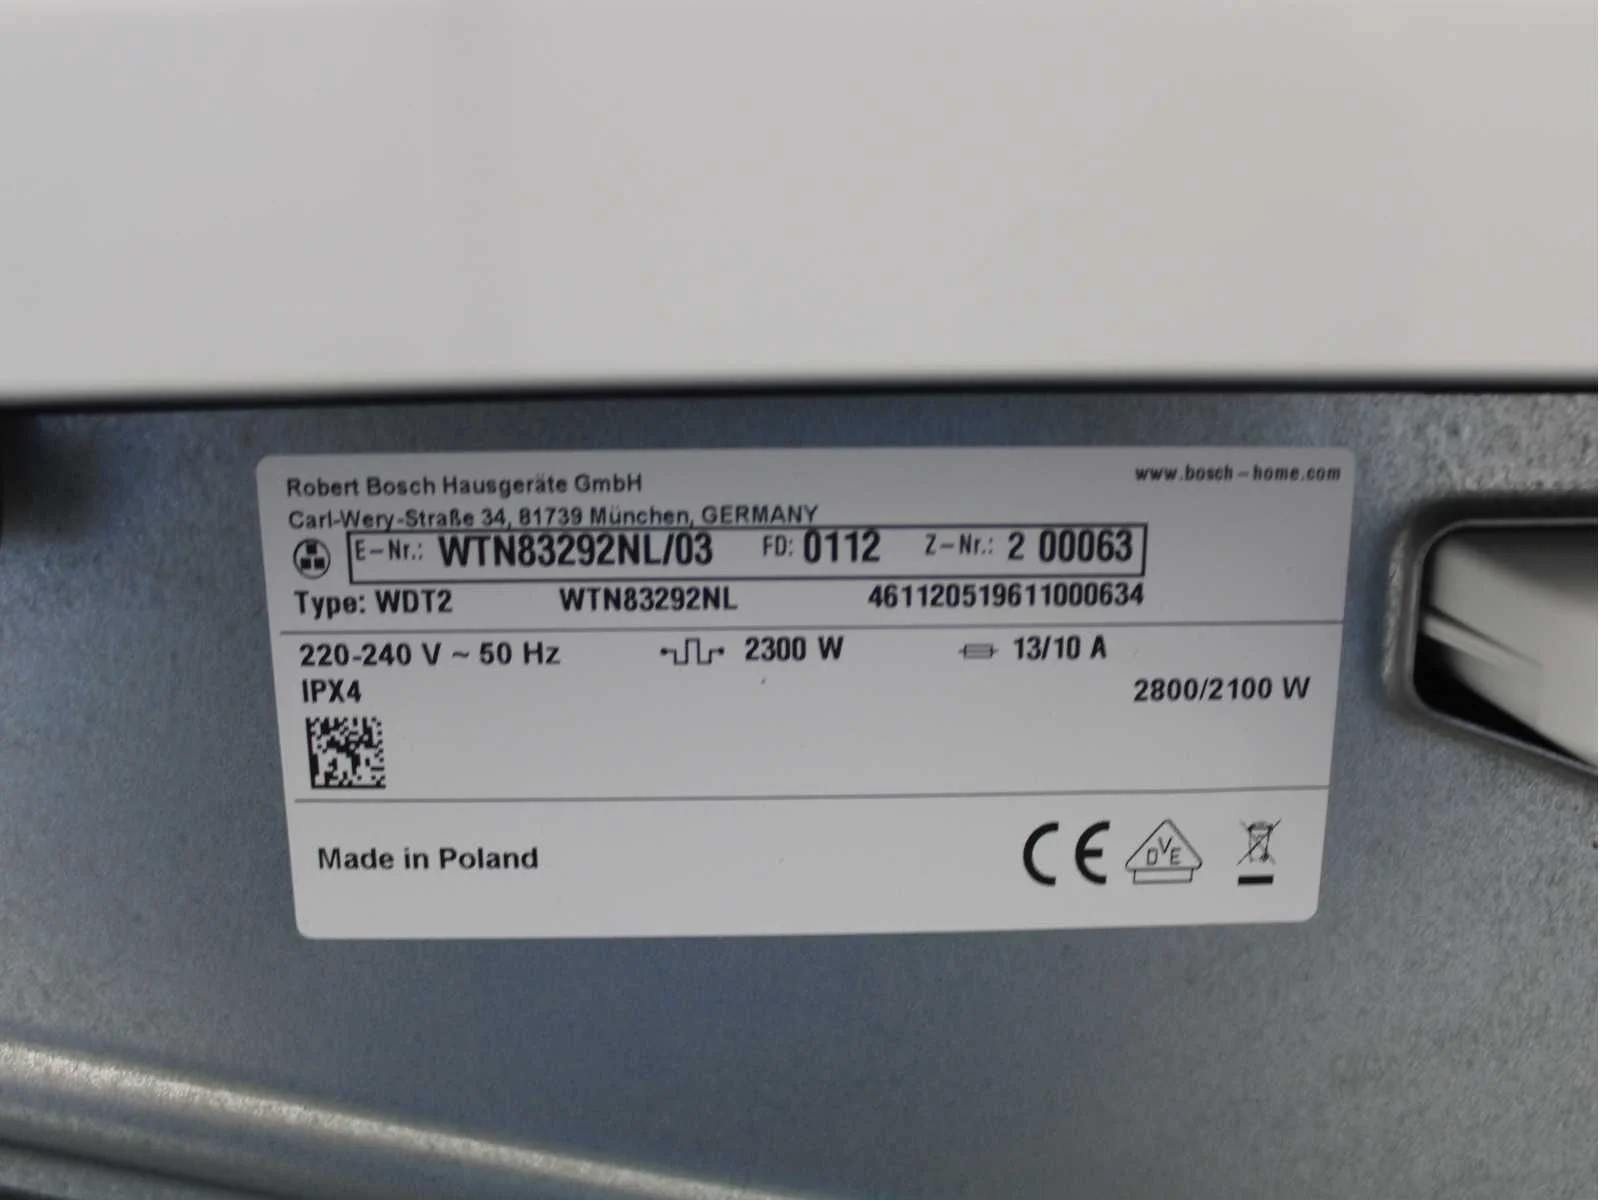 Robert Bosch Hausgeräte GmbH
www.bosch-home.com
Carl-Wery-Straße 34, 81739 München, GERMANY
E-Nr.: WTN83292NL/03 FD: 0112 Z-Nr.: 2 00063
Type: WDT2 WTN83292NL 461120519611000634
220-240 V ~ 50 Hz 2300 W 13/10 A
IPX4 2800/2100 W
Made in Poland
CE DVE